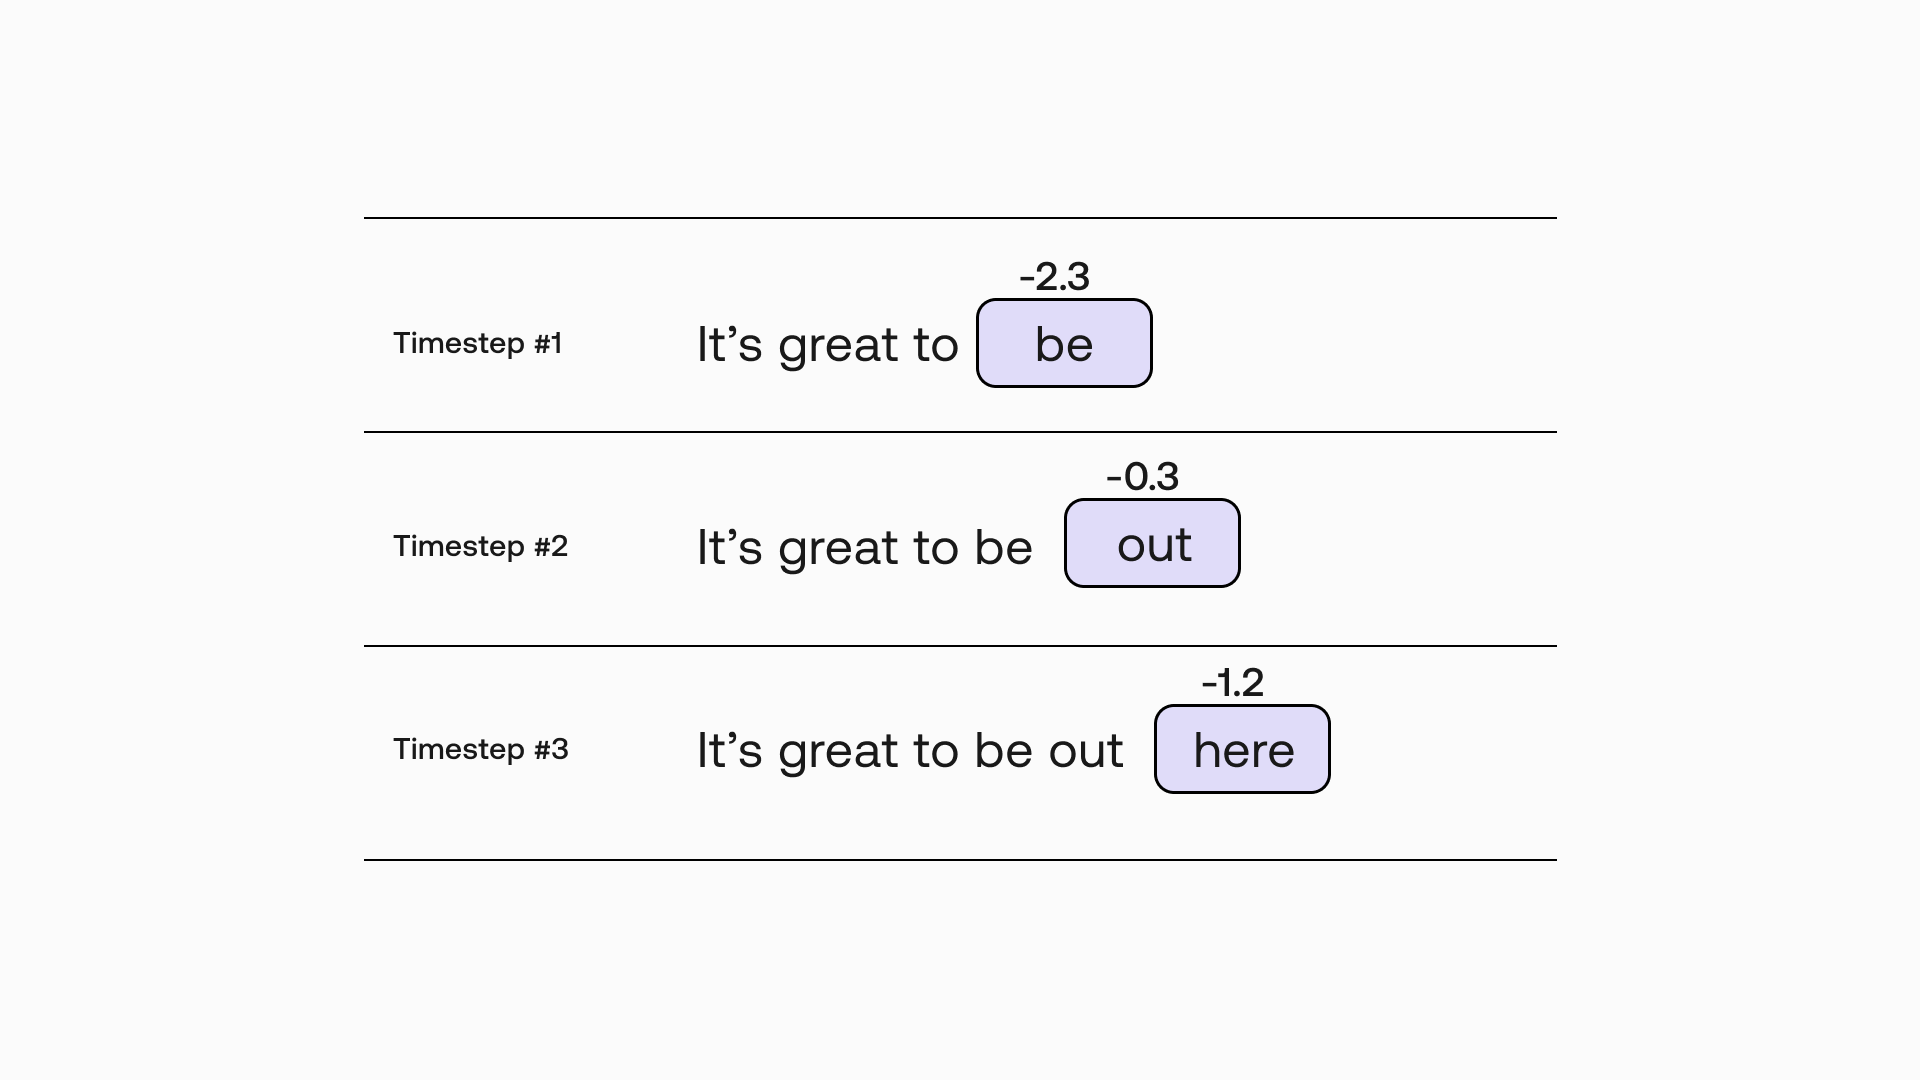 -2.3
Timestep #1 It’s great to be
-0.3
Timestep #2 It’s great to be out
-1.2
Timestep #3 It’s great to be out here